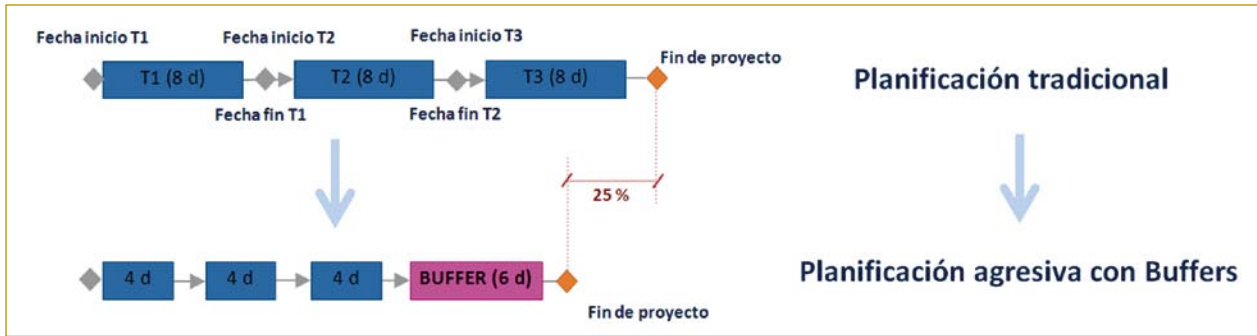 Fecha inicio T1
Fecha inicio T2
Fecha inicio T3
Fin de proyecto
T1 (8 d)
T2 (8 d)
T3 (8 d)
Planificación tradicional
Fecha fin T1
Fecha fin T2
25 %
4 d
4 d
4 d
BUFFER (6 d)
Planificación agresiva con Buffers
Fin de proyecto